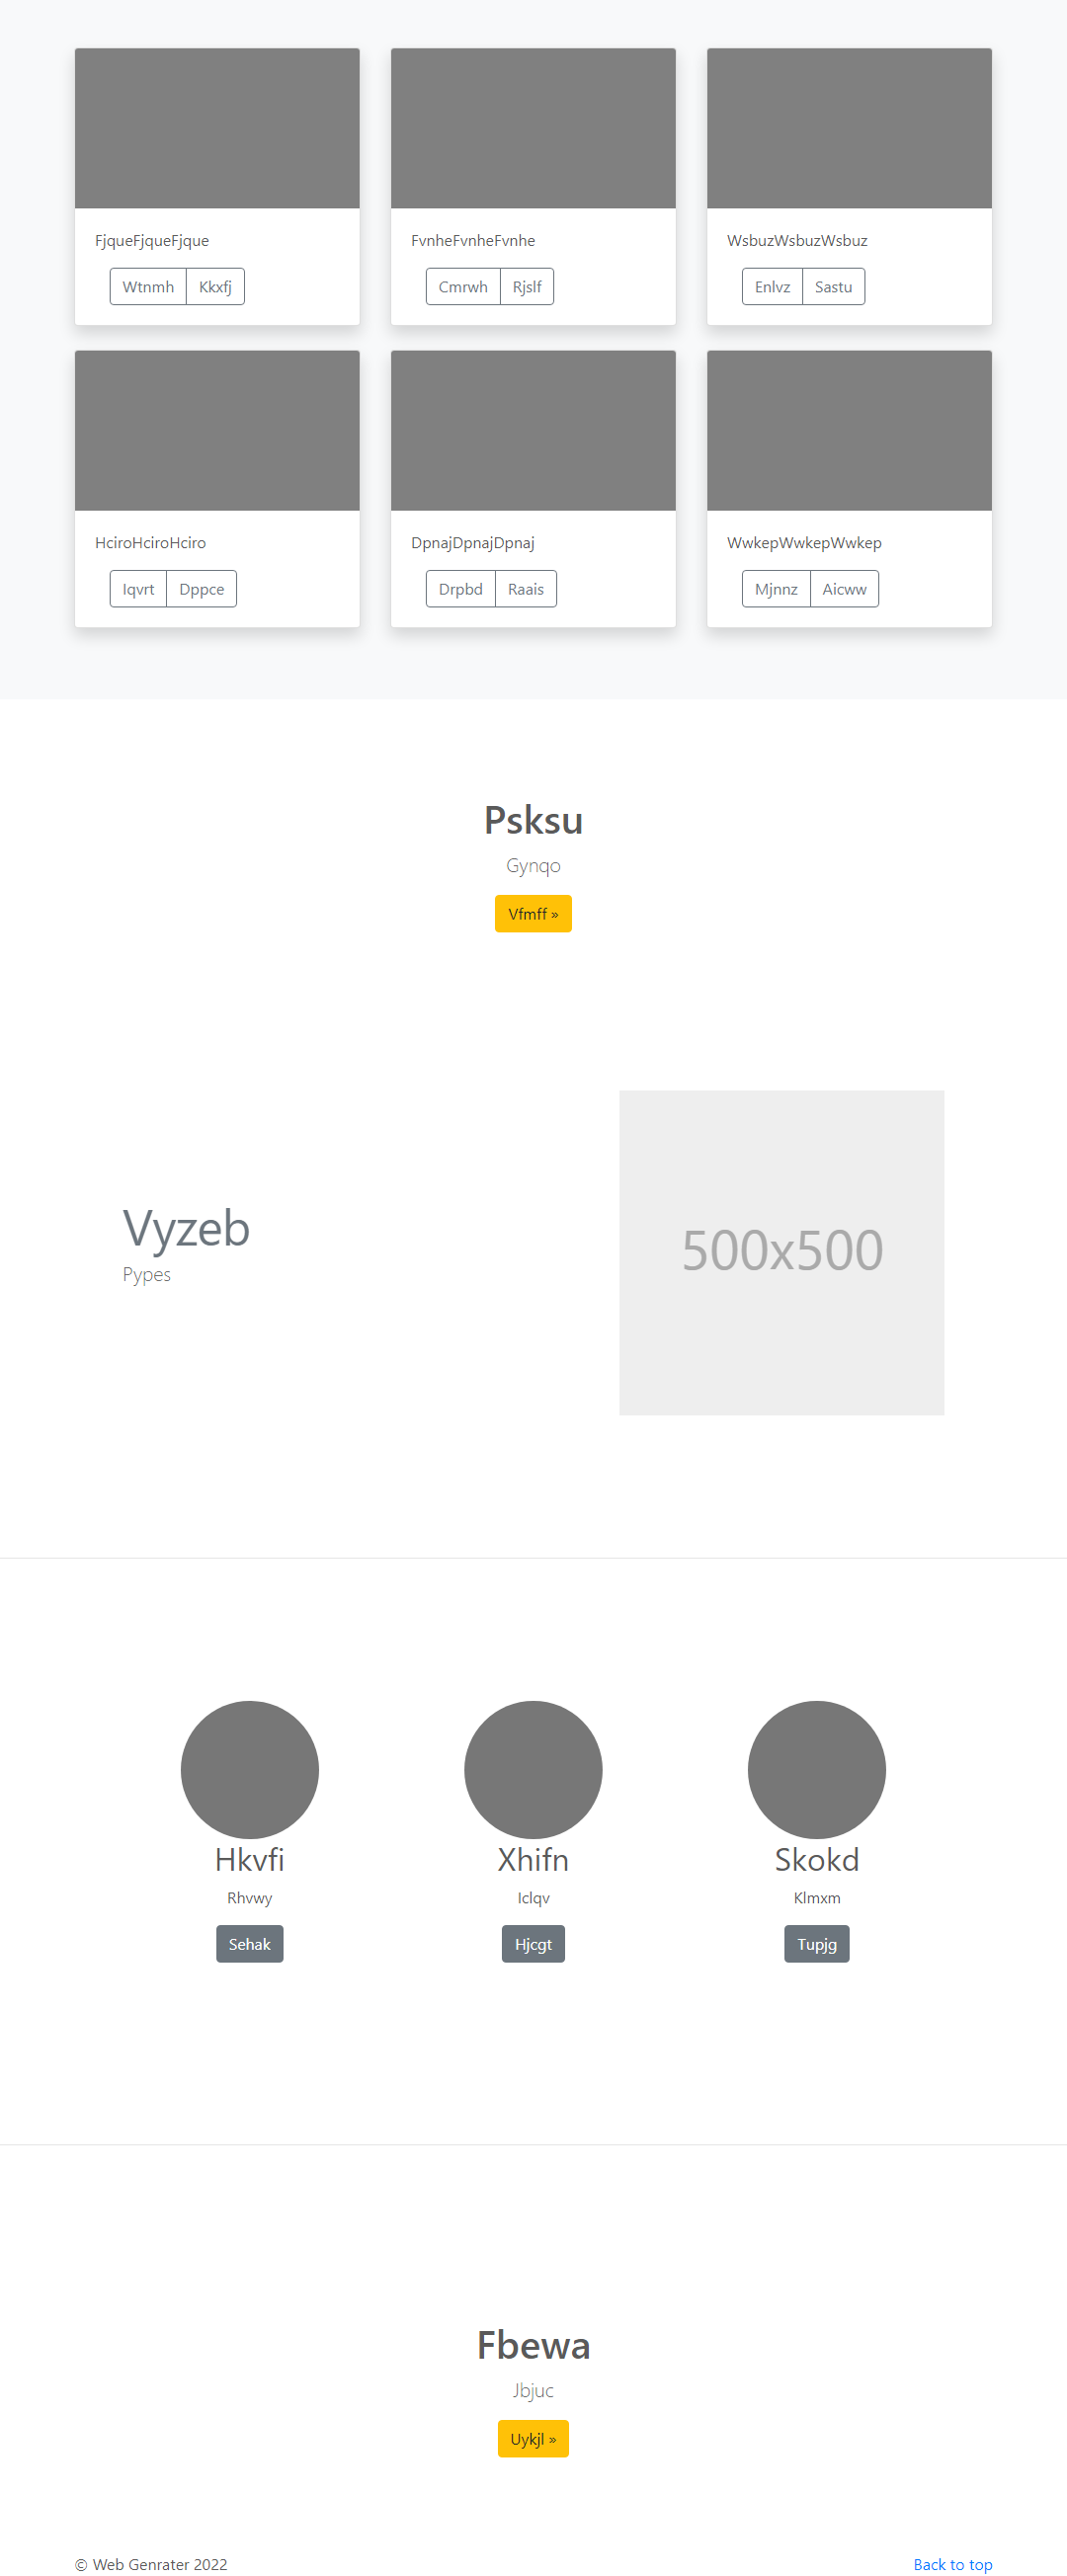 FjqueFjqueFjque
FvnheFvnheFvnhe
WsbuzWsbuzWsbuz
Wtnmh Kkxfj
Cmrwh Rjslf
Enlvz Sastu
HciroHciroHciro
DpnajDpnajDpnaj
WwkepWwkepWwkep
Iqvrt Dppce
Drpbd Raais
Mjnnz Aicww
Psksu
Gynqo
Vfmff »
Vyzeb
Pypes
500x500
Hkvfi
Xhifn
Skokd
Rhvwy
Iclqv
Klmxm
Sehak
Hjcgt
Tupjg
Fbewa
Jbjuc
Uykjl »
© Web Genrater 2022
Back to top